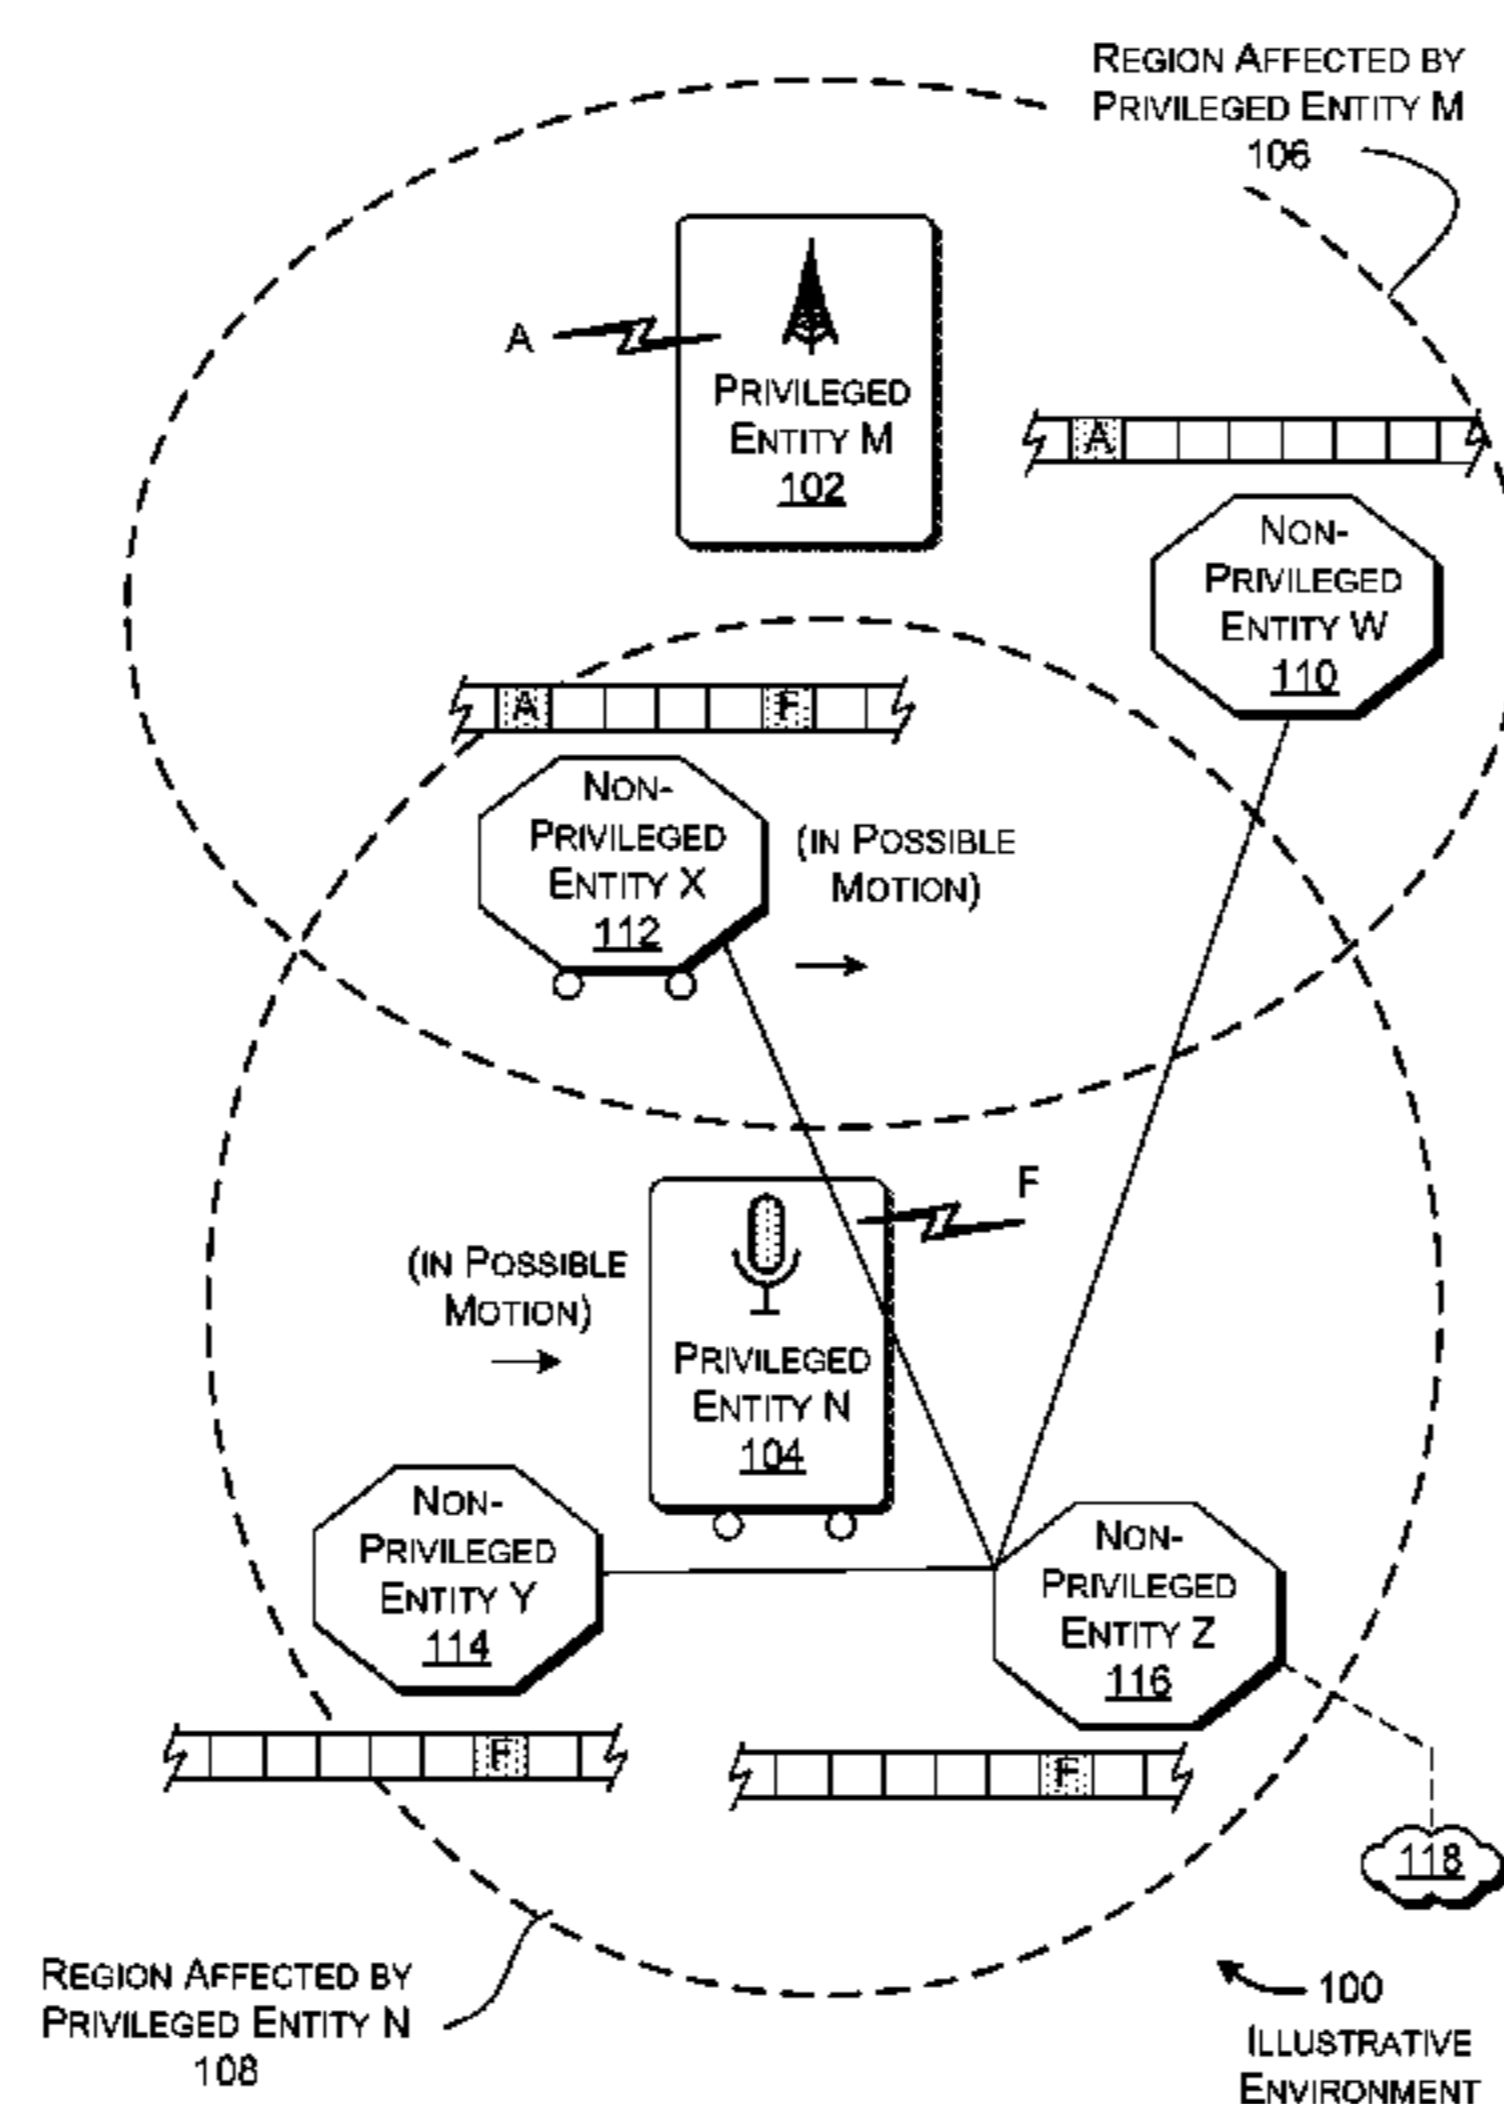 REGION AFFECTED BY
PRIVILEGED ENTITY M
106
A
PRIVILEGED
ENTITY M
102
A
NON-
PRIVILEGED
ENTITY W
110
A F
NON-
PRIVILEGED
ENTITY X
112
(IN POSSIBLE
MOTION)
F
(IN POSSIBLE
MOTION)
PRIVILEGED
ENTITY N
104
NON-
PRIVILEGED
ENTITY Y
114
NON-
PRIVILEGED
ENTITY Z
116
F
F
118
REGION AFFECTED BY
PRIVILEGED ENTITY N
108
100
ILLUSTRATIVE
ENVIRONMENT